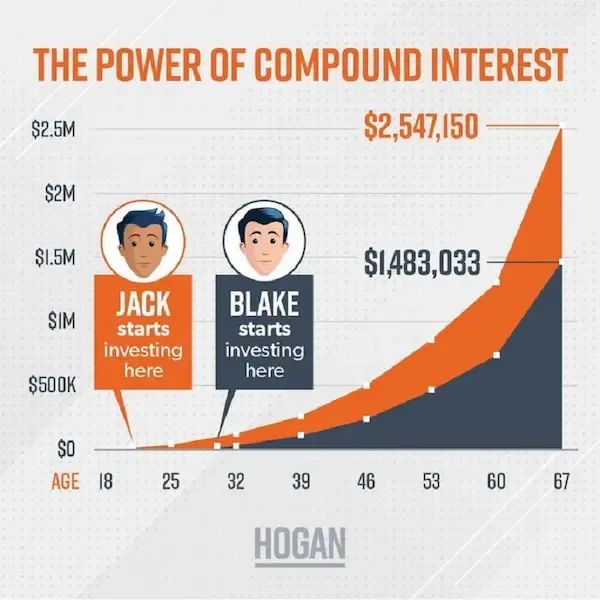 THE POWER OF COMPOUND INTEREST
$2.5M
$2,547,150
$2M
$1.5M
$1,483,033
JACK
starts
investing
here
BLAKE
starts
investing
here
$1M
$500K
$0
AGE 18 25 32 39 46 53 60 67
HOGAN